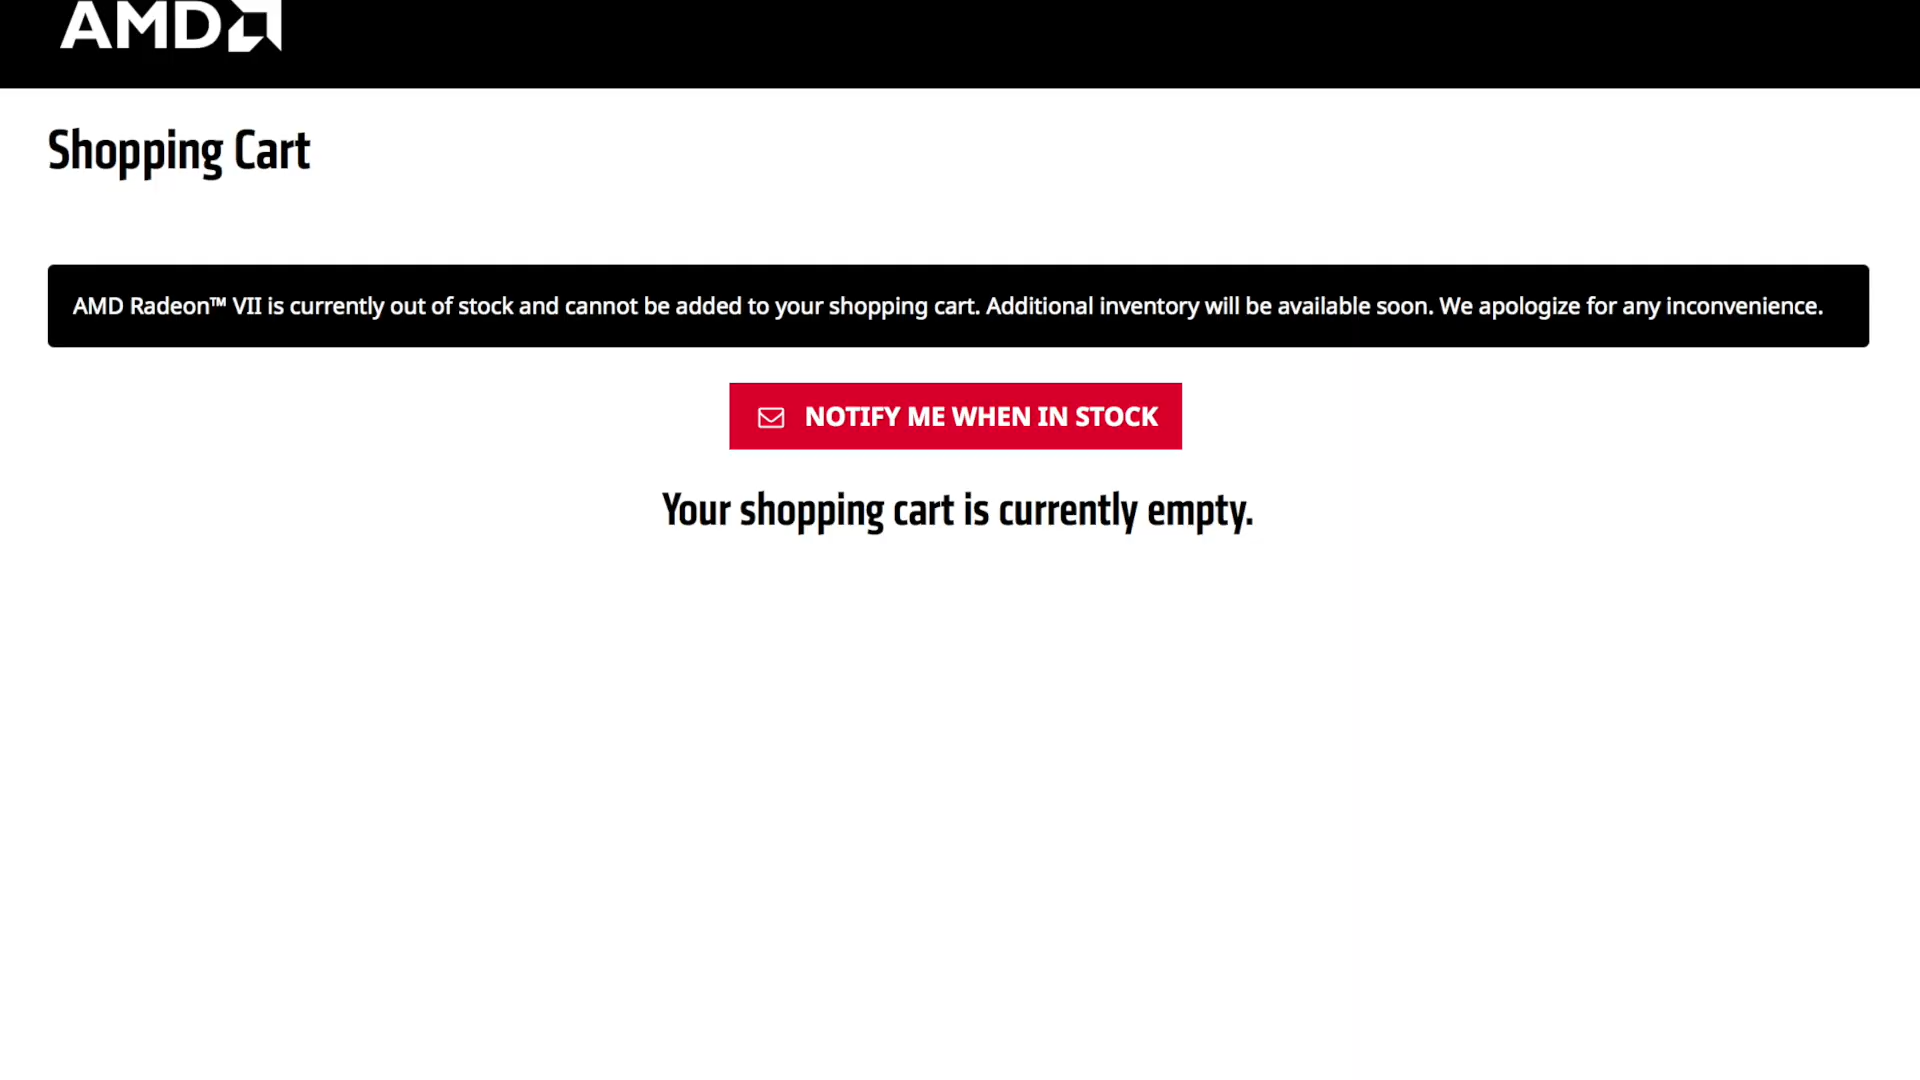 AMD
Shopping Cart
AMD Radeon™ VII is currently out of stock and cannot be added to your shopping cart. Additional inventory will be available soon. We apologize for any inconvenience.
NOTIFY ME WHEN IN STOCK
Your shopping cart is currently empty.